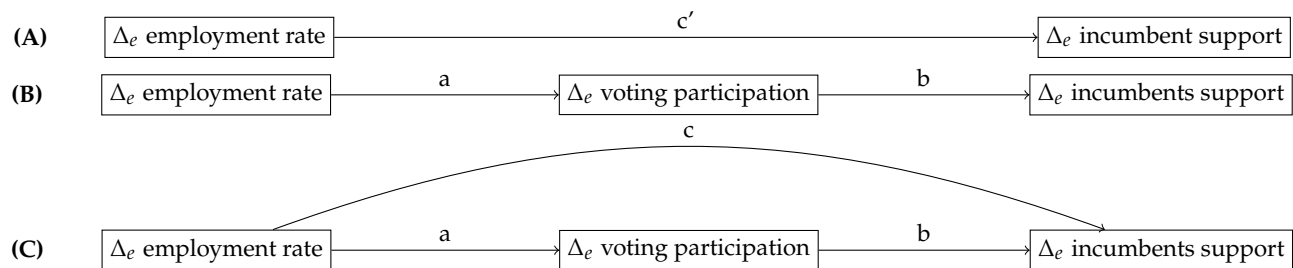 c’
(A) Δe employment rate Δe incumbent support
a b
(B) Δe employment rate Δe voting participation Δe incumbents support
c
a b
(C) Δe employment rate Δe voting participation Δe incumbents support